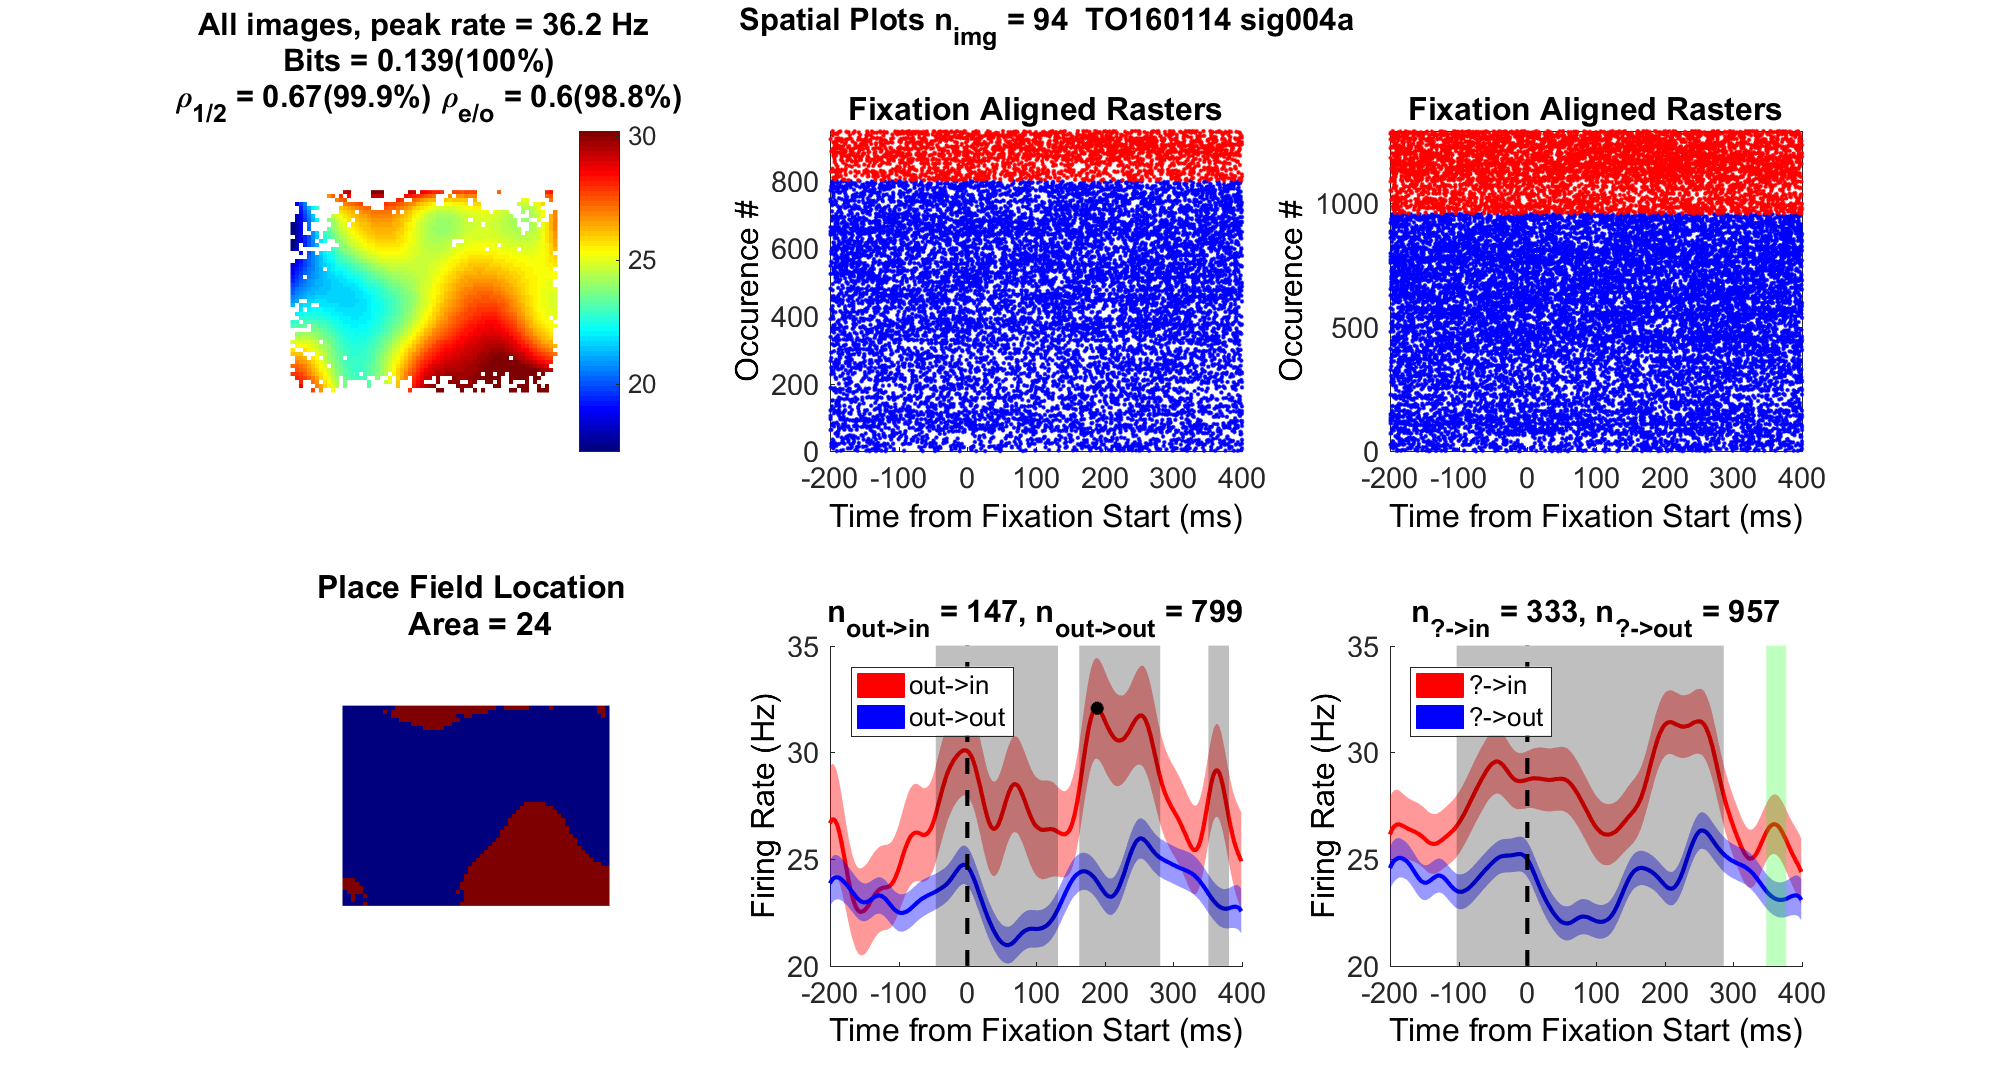 All images, peak rate = 36.2 Hz
Bits = 0.139(100%)
ρ1/2 = 0.67(99.9%) ρe/o = 0.6(98.8%)
30
25
20
Spatial Plots nimg = 94 TO160114 sig004a
Fixation Aligned Rasters
Occurence #
800
600
400
200
0
-200 -100 0 100 200 300 400
Time from Fixation Start (ms)
Fixation Aligned Rasters
Occurence #
1000
500
0
-200 -100 0 100 200 300 400
Time from Fixation Start (ms)
Place Field Location
Area = 24
nout->in = 147, nout->out = 799
Firing Rate (Hz)
35
30
25
20
out->in
out->out
-200 -100 0 100 200 300 400
Time from Fixation Start (ms)
n?->in = 333, n?->out = 957
Firing Rate (Hz)
35
30
25
20
?->in
?->out
-200 -100 0 100 200 300 400
Time from Fixation Start (ms)